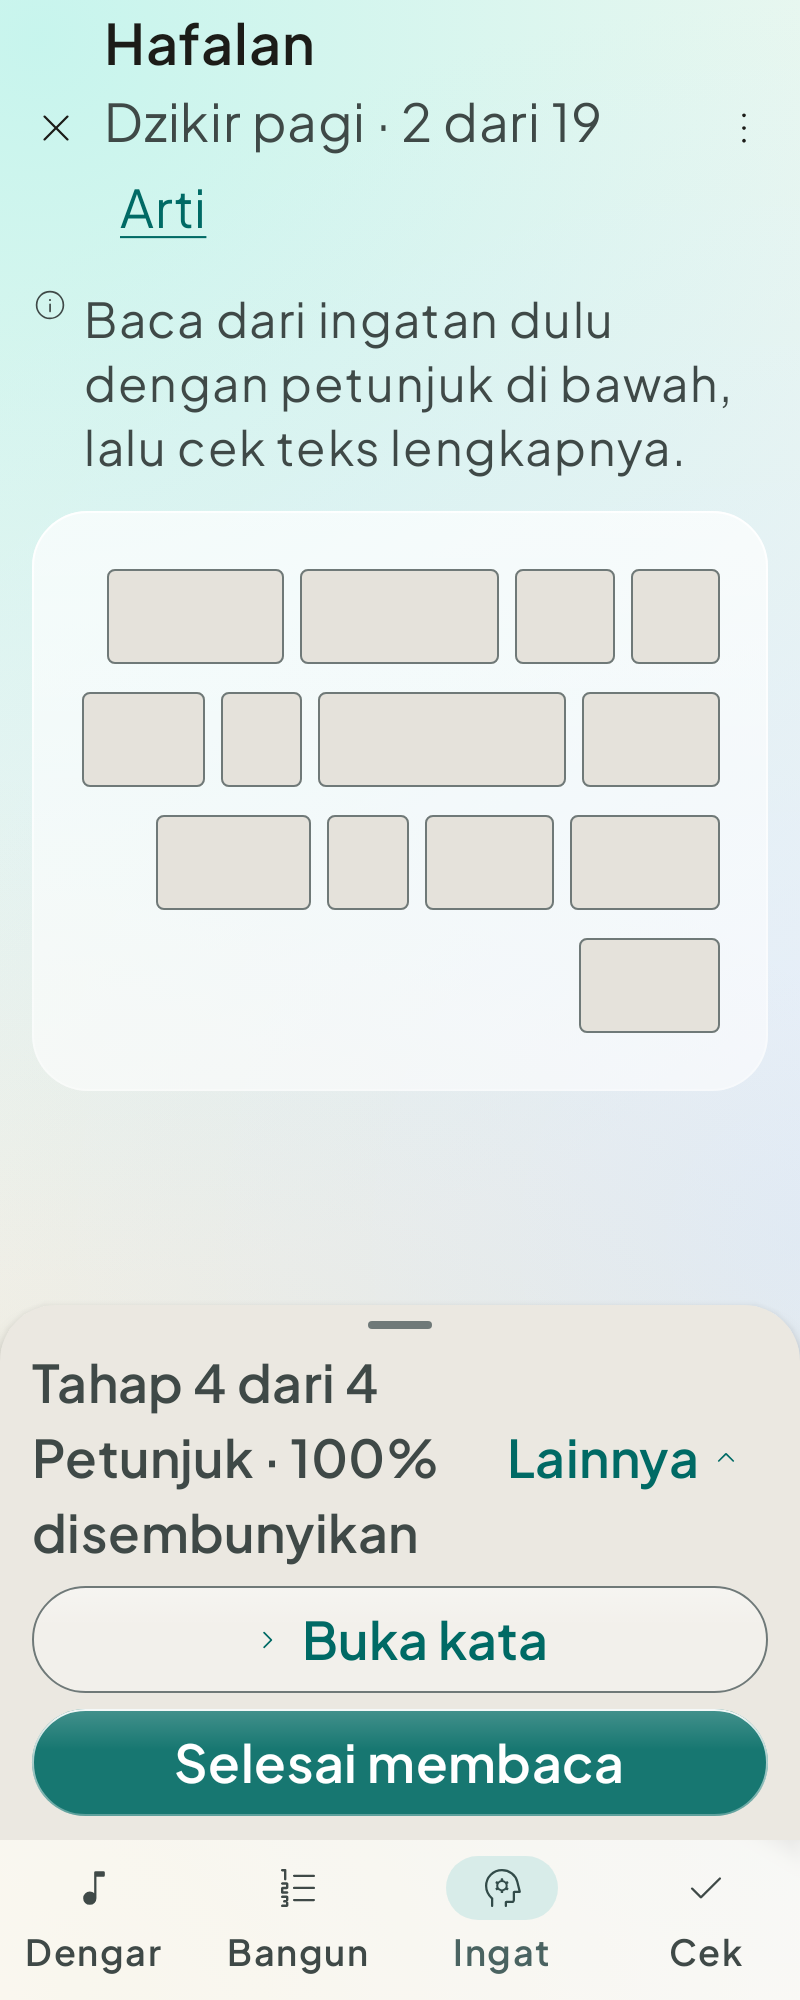 Hafalan
Dzikir pagi · 2 dari 19
Arti
Baca dari ingatan dulu
dengan petunjuk di bawah,
lalu cek teks lengkapnya.
Tahap 4 dari 4
Petunjuk · 100%
disembunyikan
Lainnya
Buka kata
Selesai membaca
Dengar
Bangun
Ingat
Cek